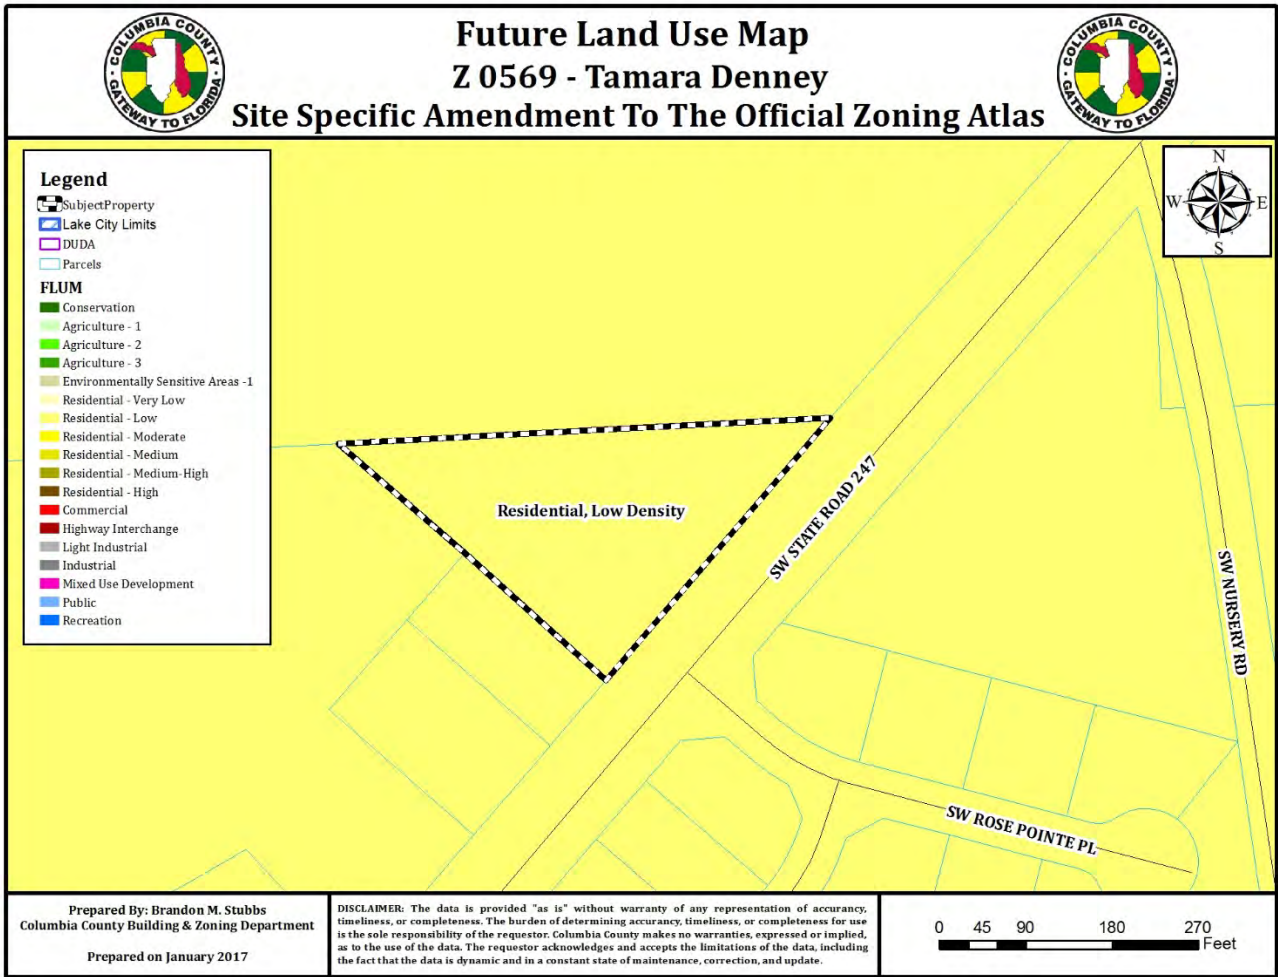 Future Land Use Map
Z 0569 - Tamara Denney
Site Specific Amendment To The Official Zoning Atlas
COLUMBIA COUNTY
GATEWAY TO FLORIDA
COLUMBIA COUNTY
GATEWAY TO FLORIDA
Legend
SubjectProperty
Lake City Limits
DUDA
Parcels
FLUM
Conservation
Agriculture - 1
Agriculture - 2
Agriculture - 3
Environmentally Sensitive Areas -1
Residential - Very Low
Residential - Low
Residential - Moderate
Residential - Medium
Residential - Medium-High
Residential - High
Commercial
Highway Interchange
Light Industrial
Industrial
Mixed Use Development
Public
Recreation
N
W E
S
Residential, Low Density
SW STATE ROAD 247
SW NURSERY RD
SW ROSE POINTE PL
Prepared By: Brandon M. Stubbs
Columbia County Building & Zoning Department
Prepared on January 2017
DISCLAIMER: The data is provided "as is" without warranty of any representation of accurancy,
timeliness, or completeness. The burden of determining accurancy, timeliness, or completeness for use
is the sole responsibility of the requestor. Columbia County makes no warranties, expressed or implied,
as to the use of the data. The requestor acknowledges and accepts the limitations of the data, including
the fact that the data is dynamic and in a constant state of maintenance, correction, and update.
0 45 90 180 270
Feet